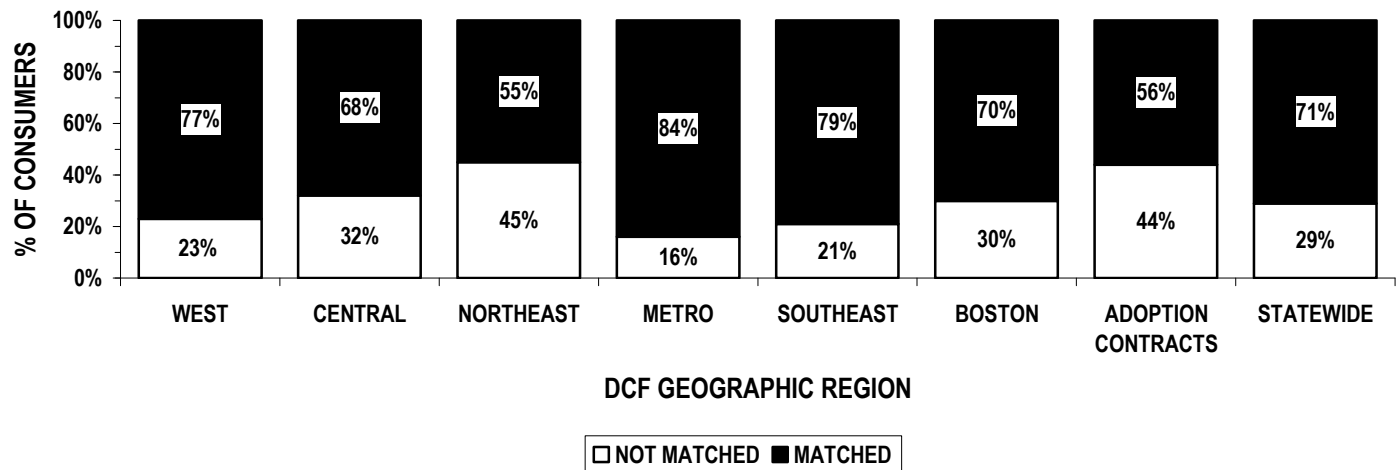 % OF CONSUMERS
100%
80%
60%
40%
20%
0%
77%
68%
55%
84%
79%
70%
56%
71%
23%
32%
45%
16%
21%
30%
44%
29%
WEST
CENTRAL
NORTHEAST
METRO
SOUTHEAST
BOSTON
ADOPTION
CONTRACTS
STATEWIDE
DCF GEOGRAPHIC REGION
NOT MATCHED
MATCHED